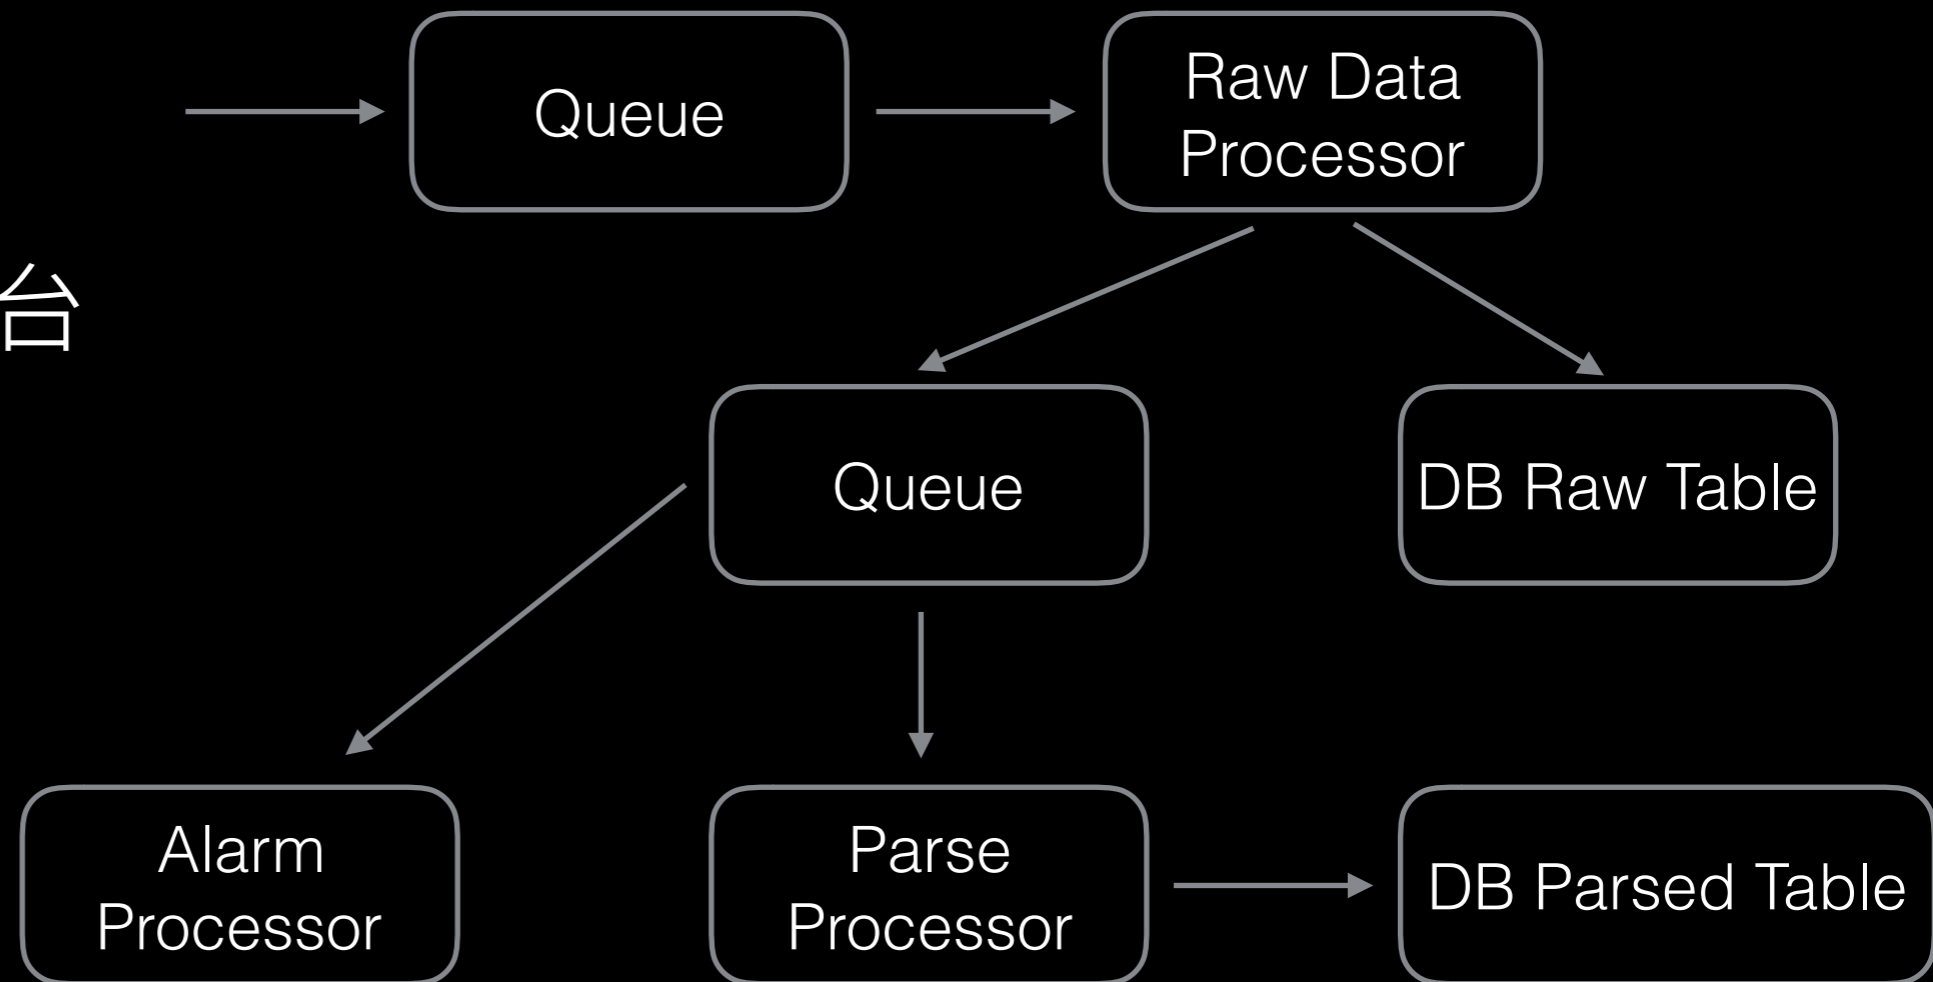 Queue
Raw Data
Processor
台
Queue
DB Raw Table
Alarm
Processor
Parse
Processor
DB Parsed Table